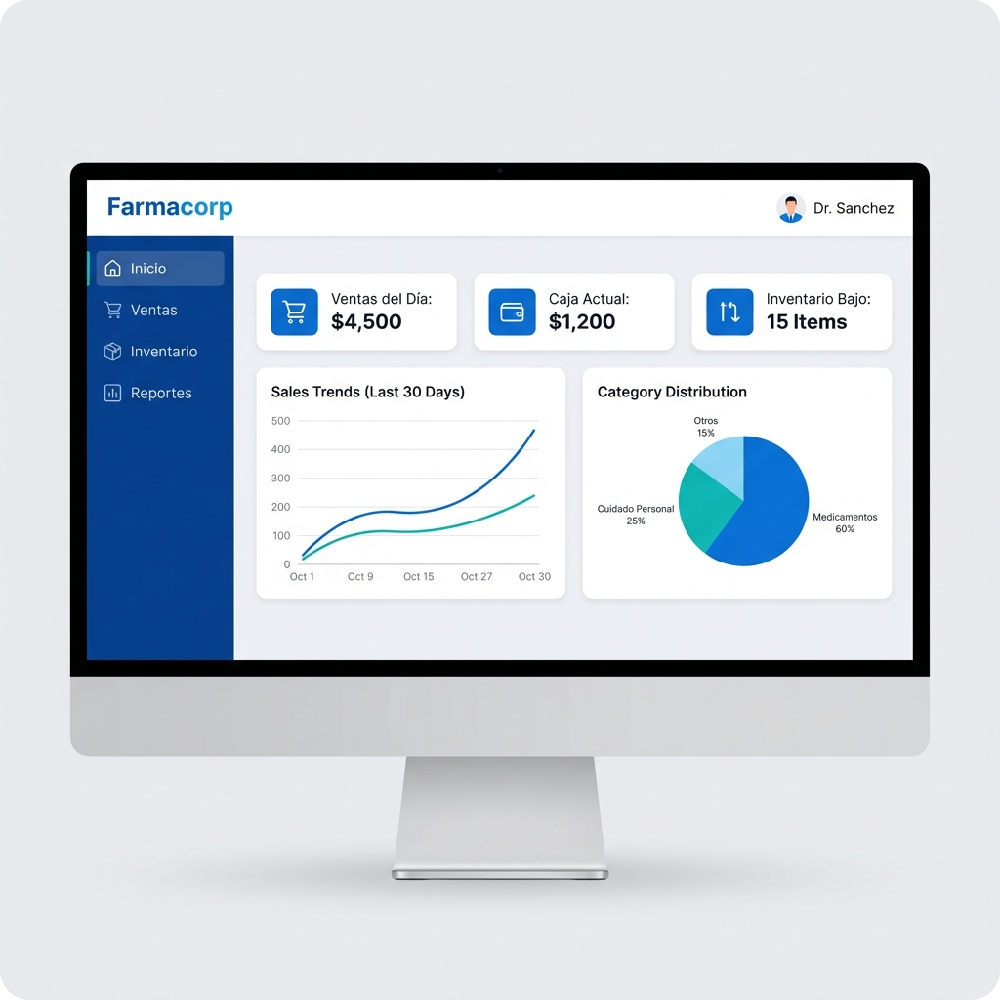 Farmacorp
Dr. Sanchez
Inicio
Ventas
Inventario
Reportes
Ventas del Día:
$4,500
Caja Actual:
$1,200
Inventario Bajo:
15 Items
Sales Trends (Last 30 Days)
500
400
300
200
100
0
Oct 1
Oct 9
Oct 15
Oct 27
Oct 30
Category Distribution
Otros
15%
Cuidado Personal
25%
Medicamentos
60%